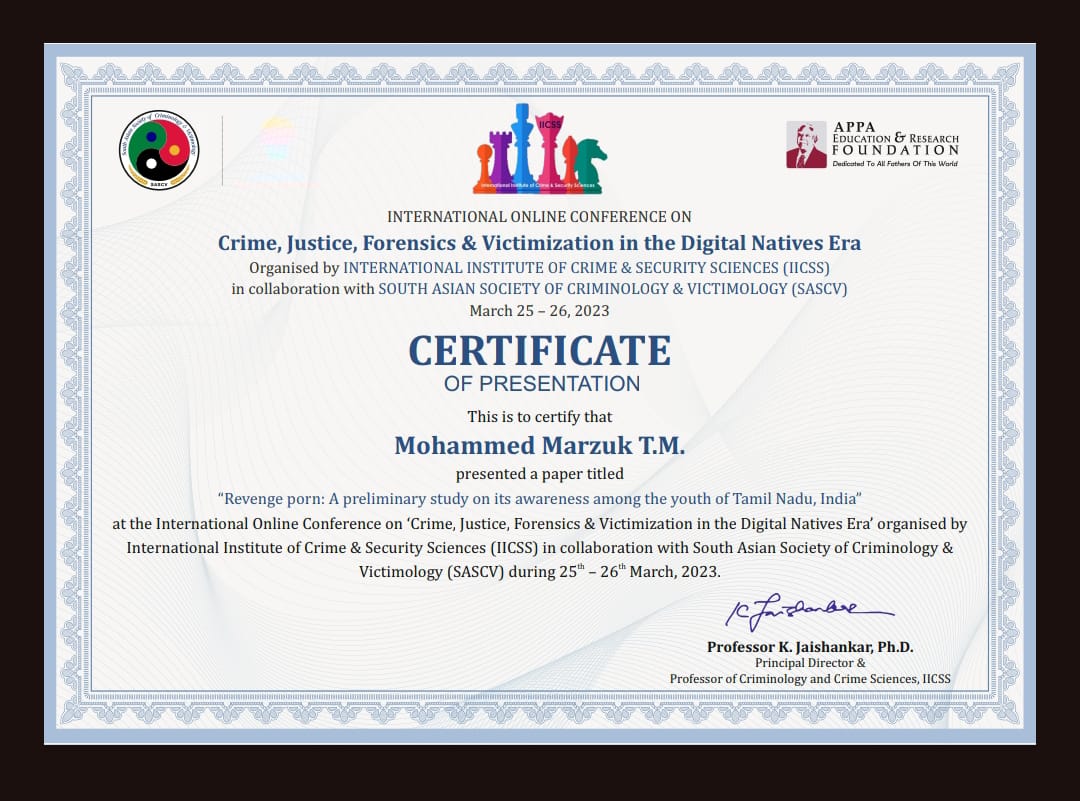 South Asian Society of Criminology & Victimology
SASCV
IICSS
International Institute of Crime & Security Sciences
APPA
EDUCATION & RESEARCH
FOUNDATION
Dedicated To All Fathers Of This World
INTERNATIONAL ONLINE CONFERENCE ON
Crime, Justice, Forensics & Victimization in the Digital Natives Era
Organised by INTERNATIONAL INSTITUTE OF CRIME & SECURITY SCIENCES (IICSS)
in collaboration with SOUTH ASIAN SOCIETY OF CRIMINOLOGY & VICTIMOLOGY (SASCV)
March 25 – 26, 2023
CERTIFICATE
OF PRESENTATION
This is to certify that
Mohammed Marzuk T.M.
presented a paper titled
“Revenge porn: A preliminary study on its awareness among the youth of Tamil Nadu, India”
at the International Online Conference on ‘Crime, Justice, Forensics & Victimization in the Digital Natives Era’ organised by
International Institute of Crime & Security Sciences (IICSS) in collaboration with South Asian Society of Criminology &
Victimology (SASCV) during 25th – 26th March, 2023.
K Jaishankar
Professor K. Jaishankar, Ph.D.
Principal Director &
Professor of Criminology and Crime Sciences, IICSS